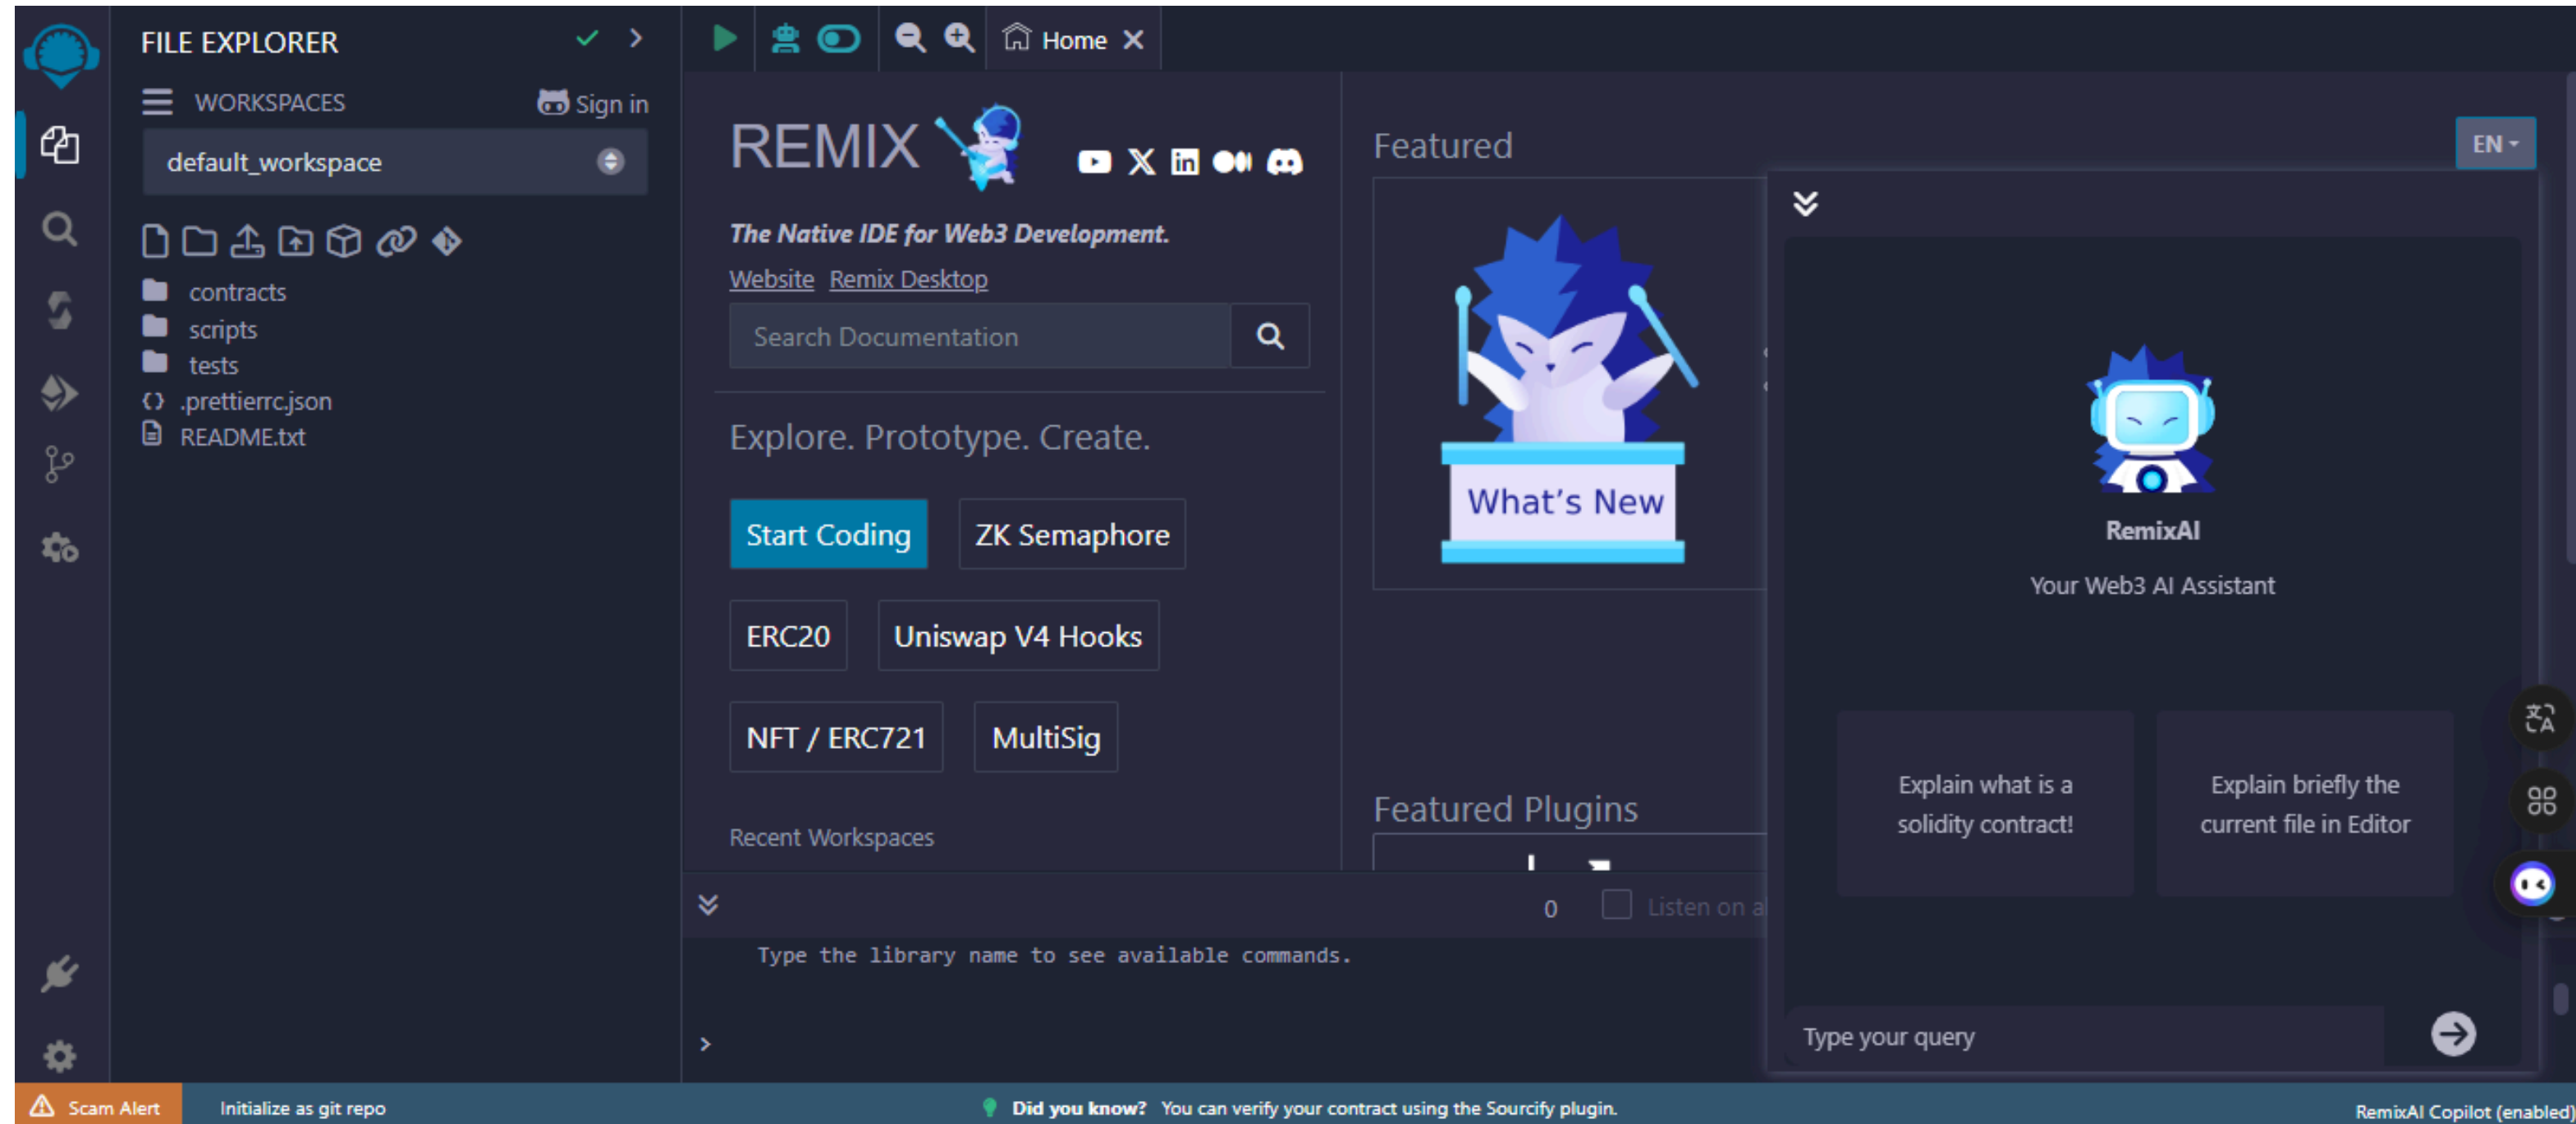 FILE EXPLORER
WORKSPACES
Sign in
default_workspace
contracts
scripts
tests
.prettierrc.json
README.txt
Home
REMIX
The Native IDE for Web3 Development.
Website Remix Desktop
Search Documentation
Explore. Prototype. Create.
Start Coding
ZK Semaphore
ERC20
Uniswap V4 Hooks
NFT / ERC721
MultiSig
Recent Workspaces
Featured
EN
What's New
Featured Plugins
0
Listen on
Type the library name to see available commands.
>
RemixAI
Your Web3 AI Assistant
Explain what is a
solidity contract!
Explain briefly the
current file in Editor
Type your query
Scam Alert
Initialize as git repo
Did you know? You can verify your contract using the Sourcify plugin.
RemixAI Copilot (enabled)